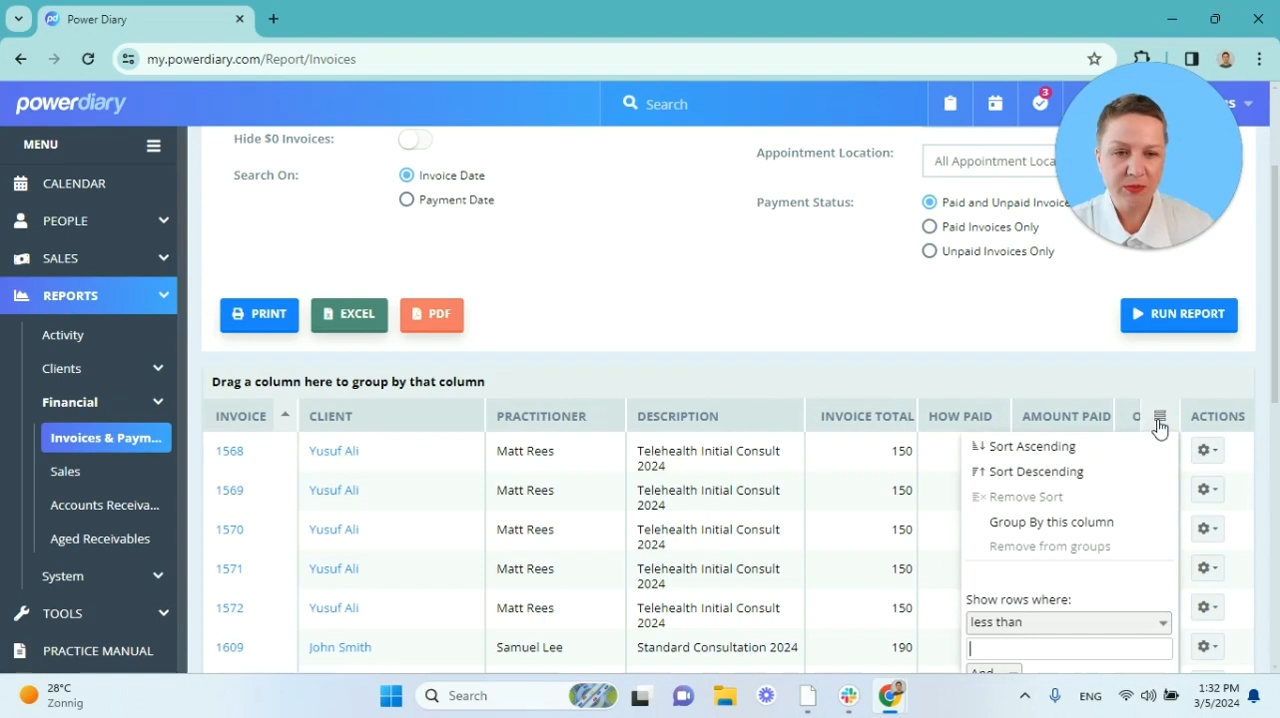 Power Diary
my.powerdiary.com/Report/Invoices
powerdiary
Search
3
MENU
CALENDAR
PEOPLE
SALES
REPORTS
Activity
Clients
Financial
Invoices & Paym...
Sales
Accounts Receiva...
Aged Receivables
System
TOOLS
PRACTICE MANUAL
Hide $0 Invoices:
Search On:
Invoice Date
Payment Date
Appointment Location:
All Appointment Loca
Payment Status:
Paid and Unpaid Invoice
Paid Invoices Only
Unpaid Invoices Only
PRINT
EXCEL
PDF
RUN REPORT
Drag a column here to group by that column
INVOICE CLIENT PRACTITIONER DESCRIPTION INVOICE TOTAL HOW PAID AMOUNT PAID O ACTIONS
1568 Yusuf Ali Matt Rees Telehealth Initial Consult 2024 150
1569 Yusuf Ali Matt Rees Telehealth Initial Consult 2024 150
1570 Yusuf Ali Matt Rees Telehealth Initial Consult 2024 150
1571 Yusuf Ali Matt Rees Telehealth Initial Consult 2024 150
1572 Yusuf Ali Matt Rees Telehealth Initial Consult 2024 150
1609 John Smith Samuel Lee Standard Consultation 2024 190
Sort Ascending
Sort Descending
Remove Sort
Group By this column
Remove from groups
Show rows where:
less than
And
28°C
Zonnig
Search
ENG
1:32 PM
3/5/2024